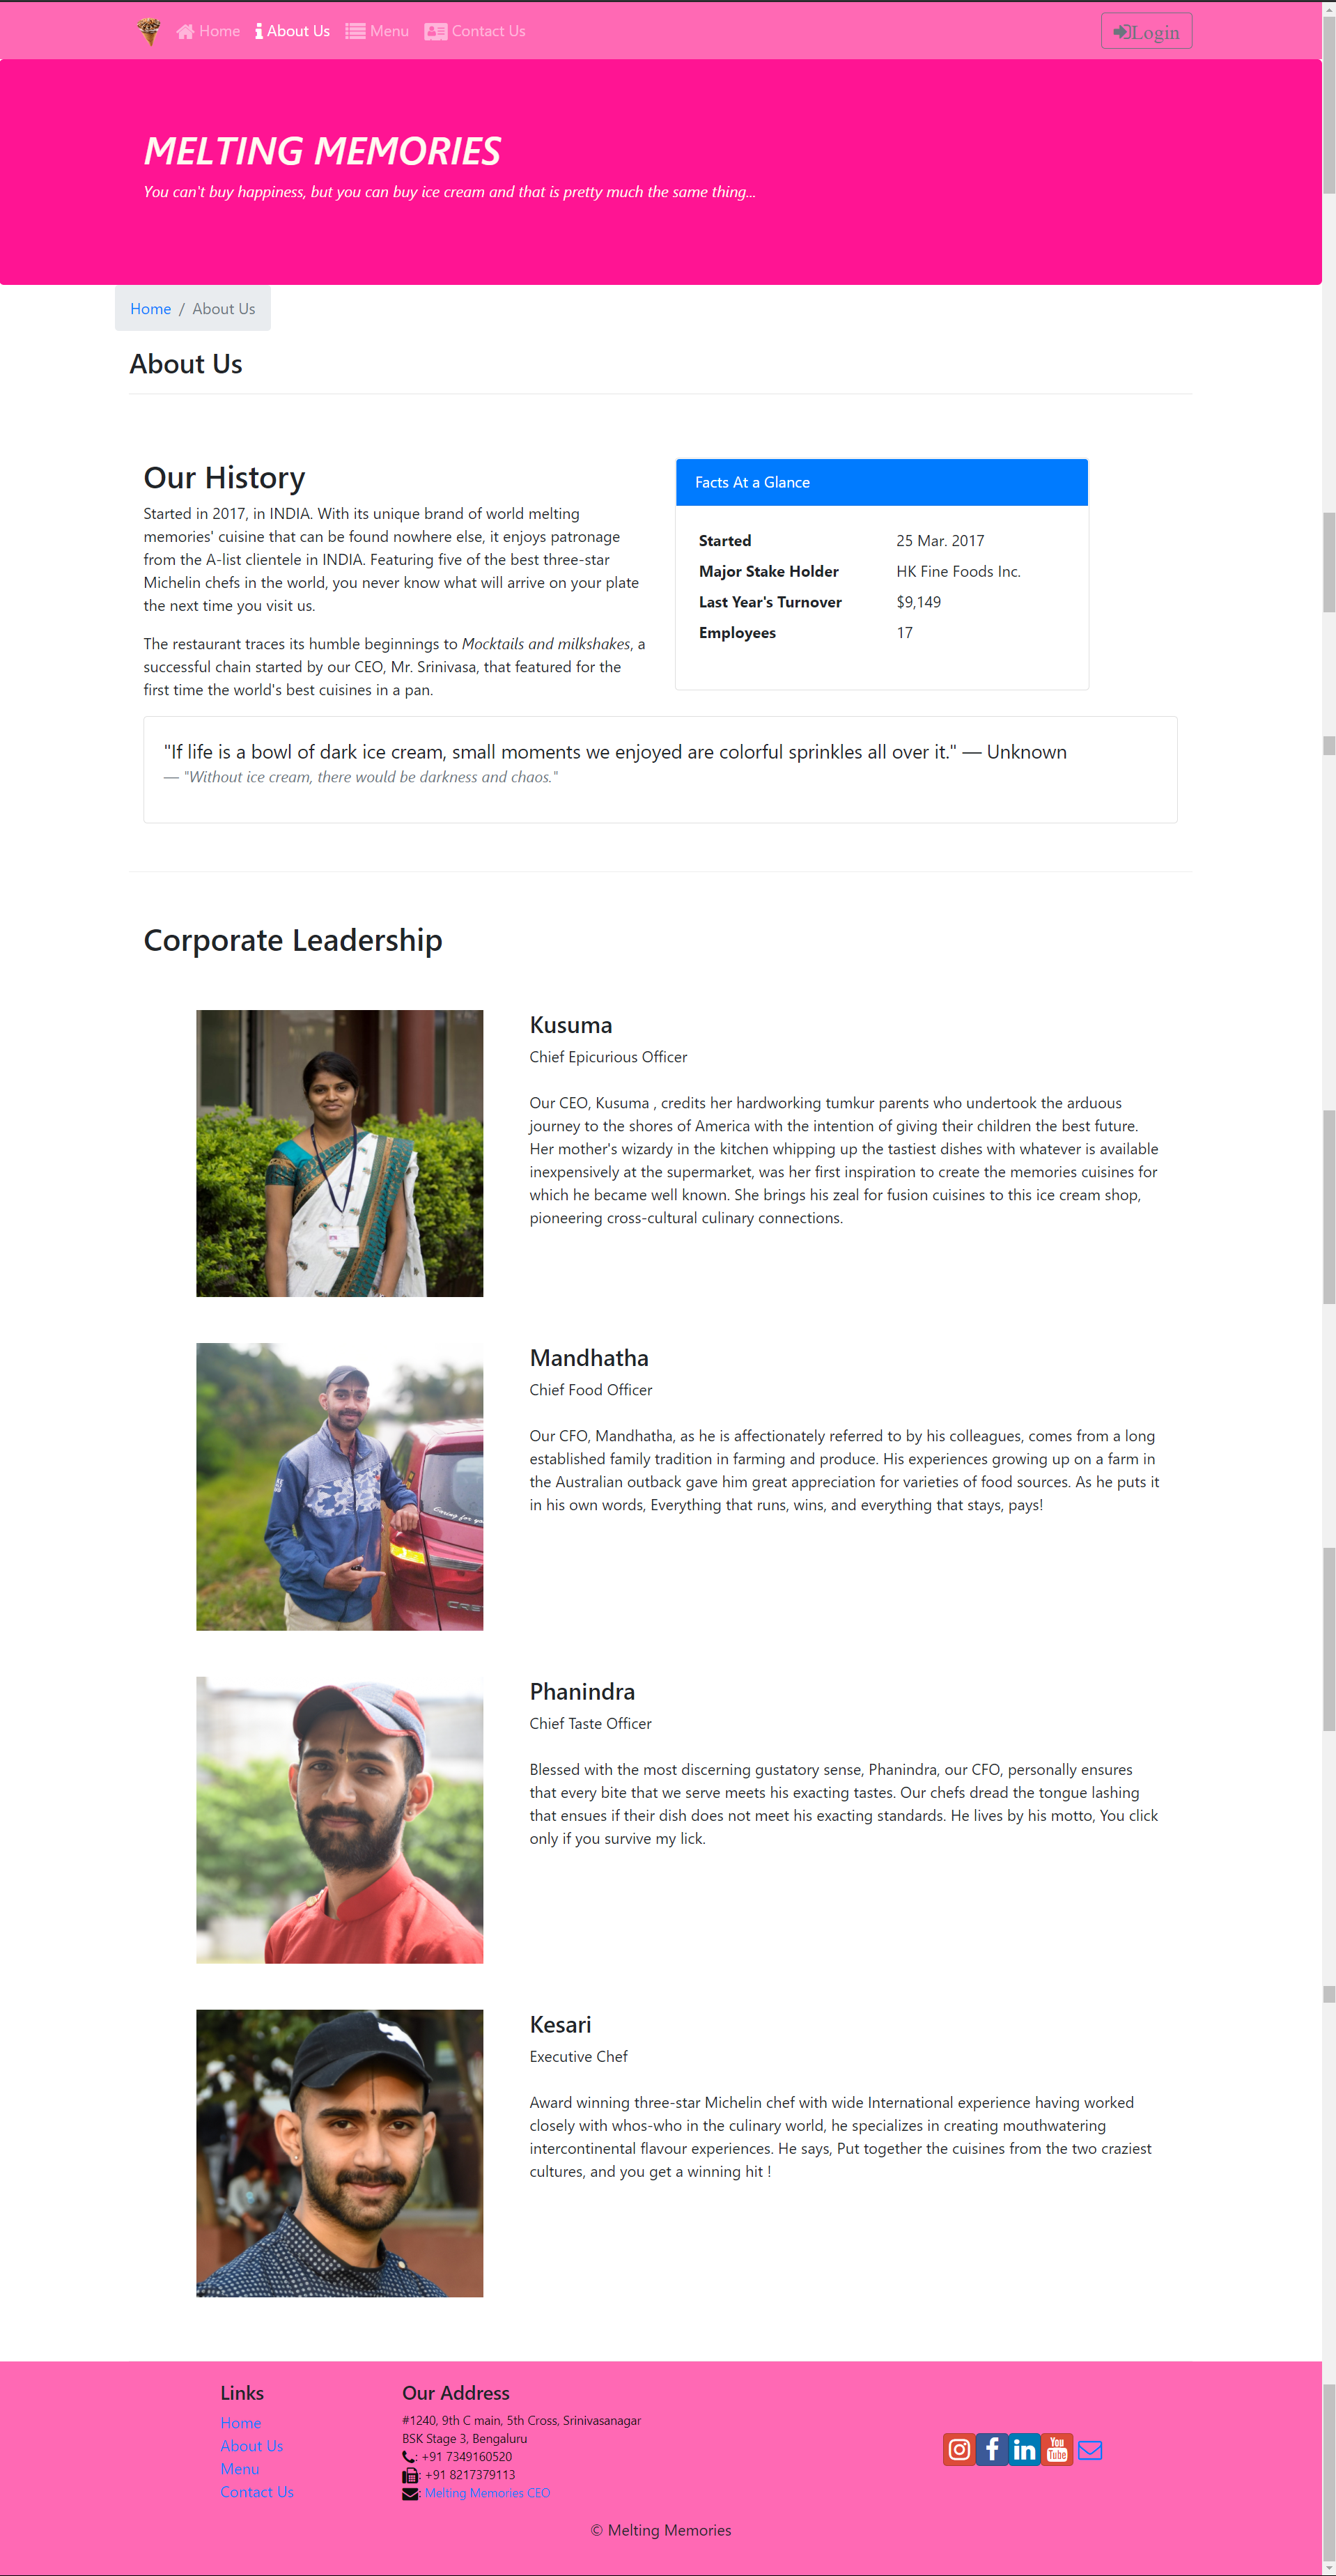 Home About Us Menu Contact Us Login
MELTING MEMORIES
You can't buy happiness, but you can buy ice cream and that is pretty much the same thing...
Home / About Us
About Us
Our History
Started in 2017, in INDIA. With its unique brand of world melting
memories' cuisine that can be found nowhere else, it enjoys patronage
from the A-list clientele in INDIA. Featuring five of the best three-star
Michelin chefs in the world, you never know what will arrive on your plate
the next time you visit us.
The restaurant traces its humble beginnings to Mocktails and milkshakes, a
successful chain started by our CEO, Mr. Srinivasa, that featured for the
first time the world's best cuisines in a pan.
Facts At a Glance
Started 25 Mar. 2017
Major Stake Holder HK Fine Foods Inc.
Last Year's Turnover $9,149
Employees 17
"If life is a bowl of dark ice cream, small moments we enjoyed are colorful sprinkles all over it." — Unknown
— "Without ice cream, there would be darkness and chaos."
Corporate Leadership
Kusuma
Chief Epicurious Officer
Our CEO, Kusuma , credits her hardworking tumkur parents who undertook the arduous
journey to the shores of America with the intention of giving their children the best future.
Her mother's wizardy in the kitchen whipping up the tastiest dishes with whatever is available
inexpensively at the supermarket, was her first inspiration to create the memories cuisines for
which he became well known. She brings his zeal for fusion cuisines to this ice cream shop,
pioneering cross-cultural culinary connections.
Mandhatha
Chief Food Officer
Our CFO, Mandhatha, as he is affectionately referred to by his colleagues, comes from a long
established family tradition in farming and produce. His experiences growing up on a farm in
the Australian outback gave him great appreciation for varieties of food sources. As he puts it
in his own words, Everything that runs, wins, and everything that stays, pays!
Phanindra
Chief Taste Officer
Blessed with the most discerning gustatory sense, Phanindra, our CFO, personally ensures
that every bite that we serve meets his exacting tastes. Our chefs dread the tongue lashing
that ensues if their dish does not meet his exacting standards. He lives by his motto, You click
only if you survive my lick.
Kesari
Executive Chef
Award winning three-star Michelin chef with wide International experience having worked
closely with whos-who in the culinary world, he specializes in creating mouthwatering
intercontinental flavour experiences. He says, Put together the cuisines from the two craziest
cultures, and you get a winning hit !
Links
Home
About Us
Menu
Contact Us
Our Address
#1240, 9th C main, 5th Cross, Srinivasanagar
BSK Stage 3, Bengaluru
: +91 7349160520
: +91 8217379113
: Melting Memories CEO
You Tube
© Melting Memories